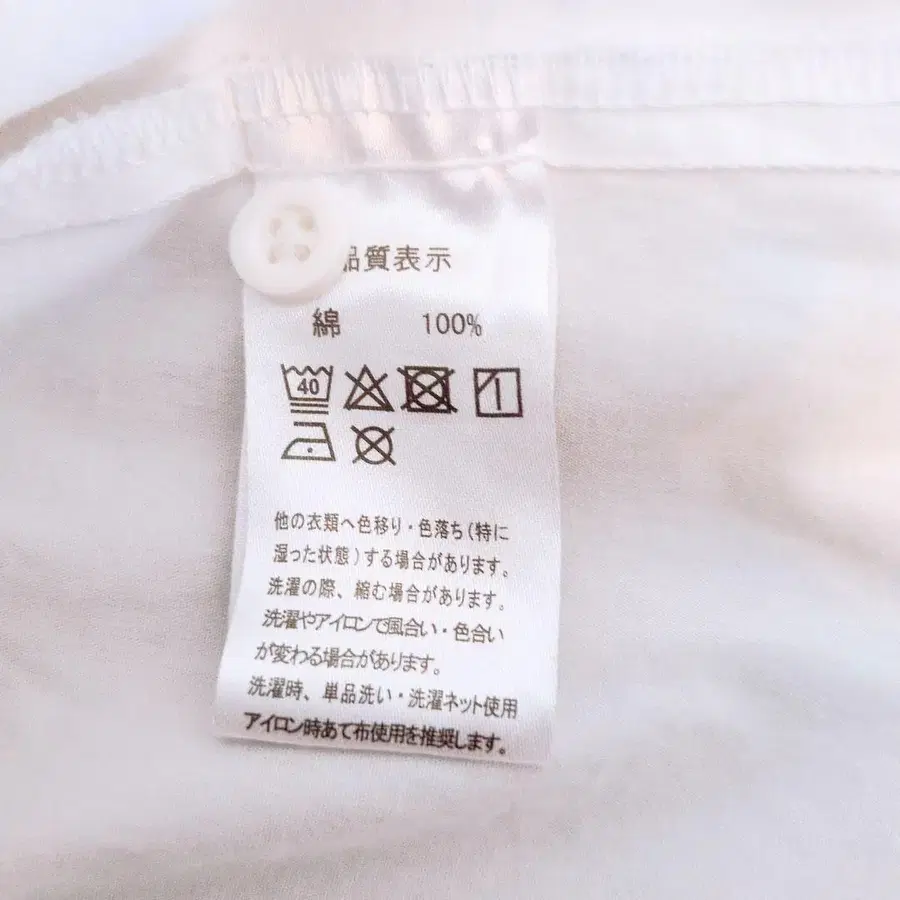 品質表示
綿 100%
40
他の衣類へ色移り・色落ち(特に
湿った状態)する場合があります。
洗濯の際、縮む場合があります。
洗濯やアイロンで風合い・色合い
が変わる場合があります。
洗濯時、単品洗い・洗濯ネット使用
アイロン時あて布使用を推奨します。